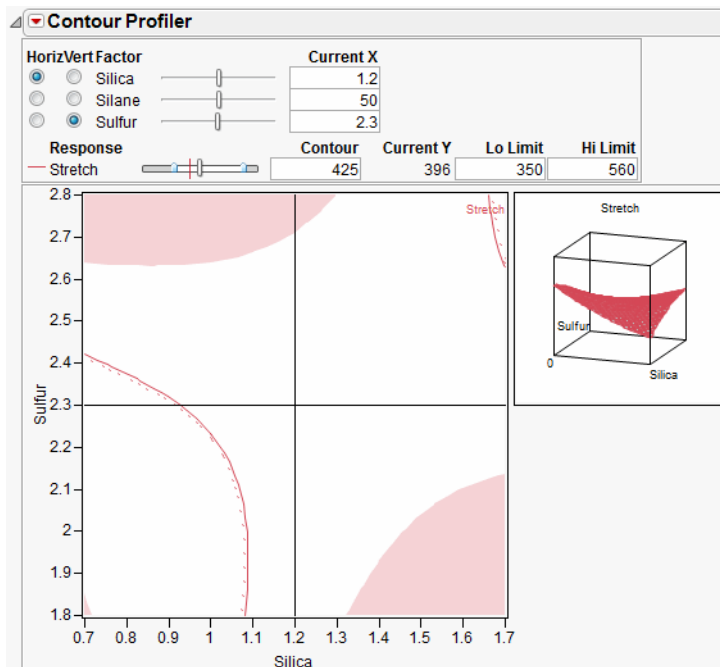 Contour Profiler
Horiz Vert Factor Current X
Silica 1.2
Silane 50
Sulfur 2.3
Response Contour Current Y Lo Limit Hi Limit
Stretch 425 396 350 560
2.8
2.7
2.6
2.5
2.4
2.3
2.2
2.1
2
1.9
1.8
Sulfur
Stretch
0.7 0.8 0.9 1 1.1 1.2 1.3 1.4 1.5 1.6 1.7
Silica
Stretch
Sulfur
0
Silica